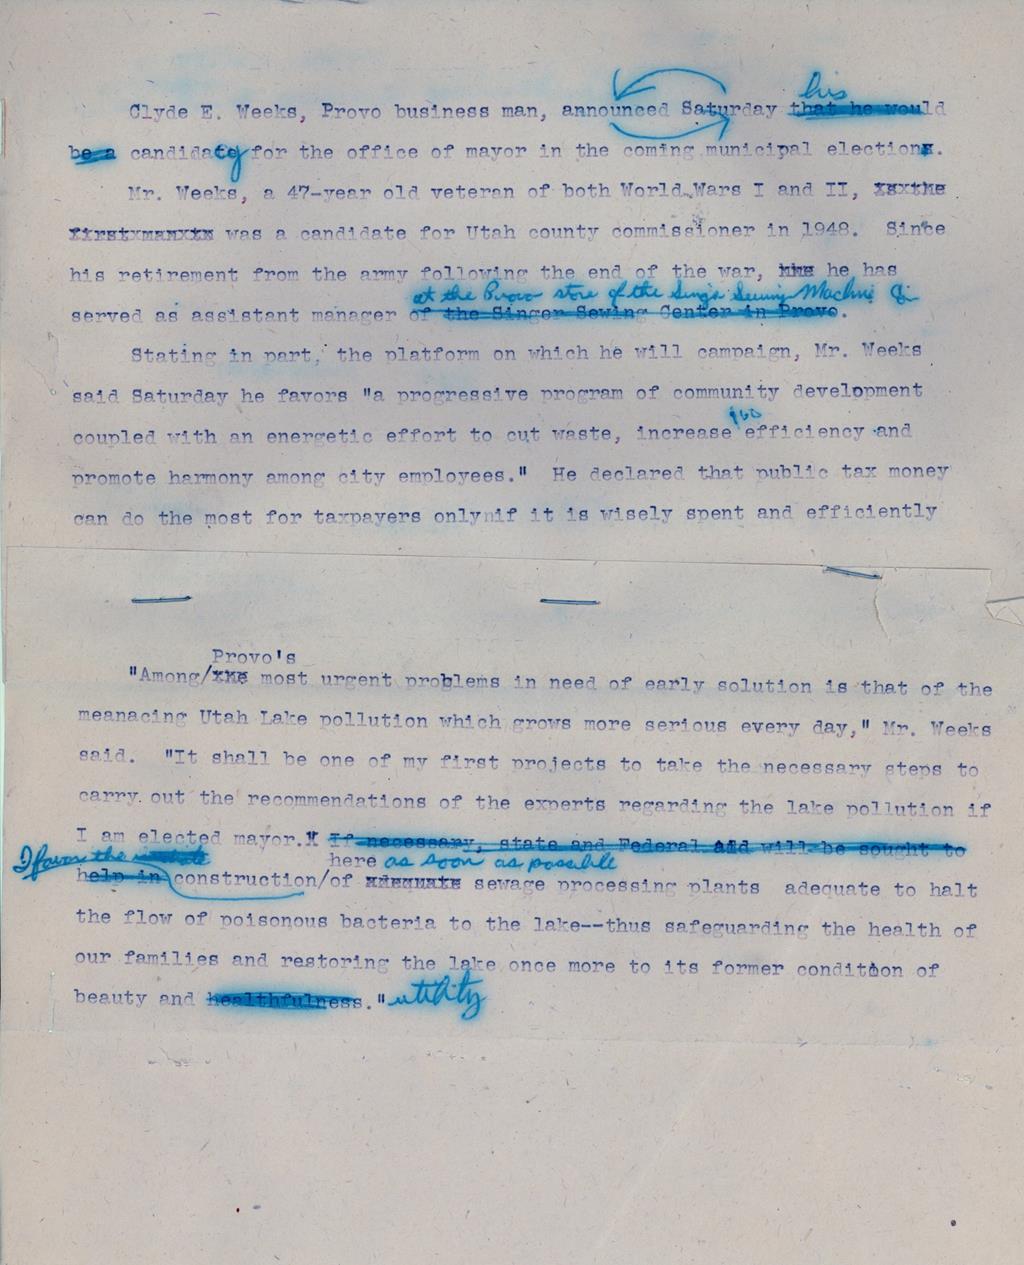 his
Clyde E. Weeks, Provo business man, announced Saturday that he would
be a candidacy for the office of mayor in the coming municipal election.
Mr. Weeks, a 47-year old veteran of both World Wars I and II, isxthe
firstxmanxtn was a candidate for Utah county commissioner in 1948. Since
his retirement from the army following the end of the war, he has
at the Provo store of the Singer Sewing Machine Co.
served as assistant manager of the Singer Sewing Center in Provo.
Stating in part, the platform on which he will campaign, Mr. Weeks
said Saturday he favors "a progressive program of community development
coupled with an energetic effort to cut waste, increase efficiency and
promote harmony among city employees." He declared that public tax money
can do the most for taxpayers only if it is wisely spent and efficiently
Provo's
"Among/the most urgent problems in need of early solution is that of the
meanacing Utah Lake pollution which grows more serious every day," Mr. Weeks
said. "It shall be one of my first projects to take the necessary steps to
carry out the recommendations of the experts regarding the lake pollution if
I am elected mayor. If necessary, state and Federal aid will be sought to
I favor the
here as soon as possible
help in construction/of adequate sewage processing plants adequate to halt
the flow of poisonous bacteria to the lake--thus safeguarding the health of
our families and restoring the lake once more to its former condition of
beauty and healthfulness." utility